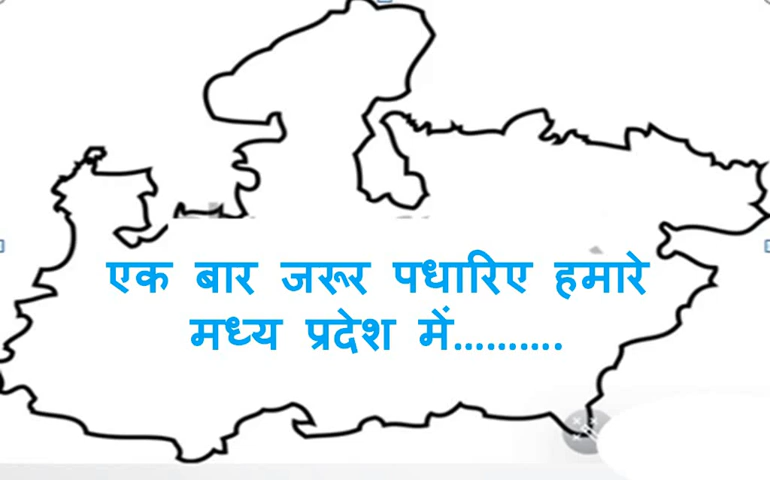 एक बार जरूर पधारिए हमारे
मध्य प्रदेश में..........